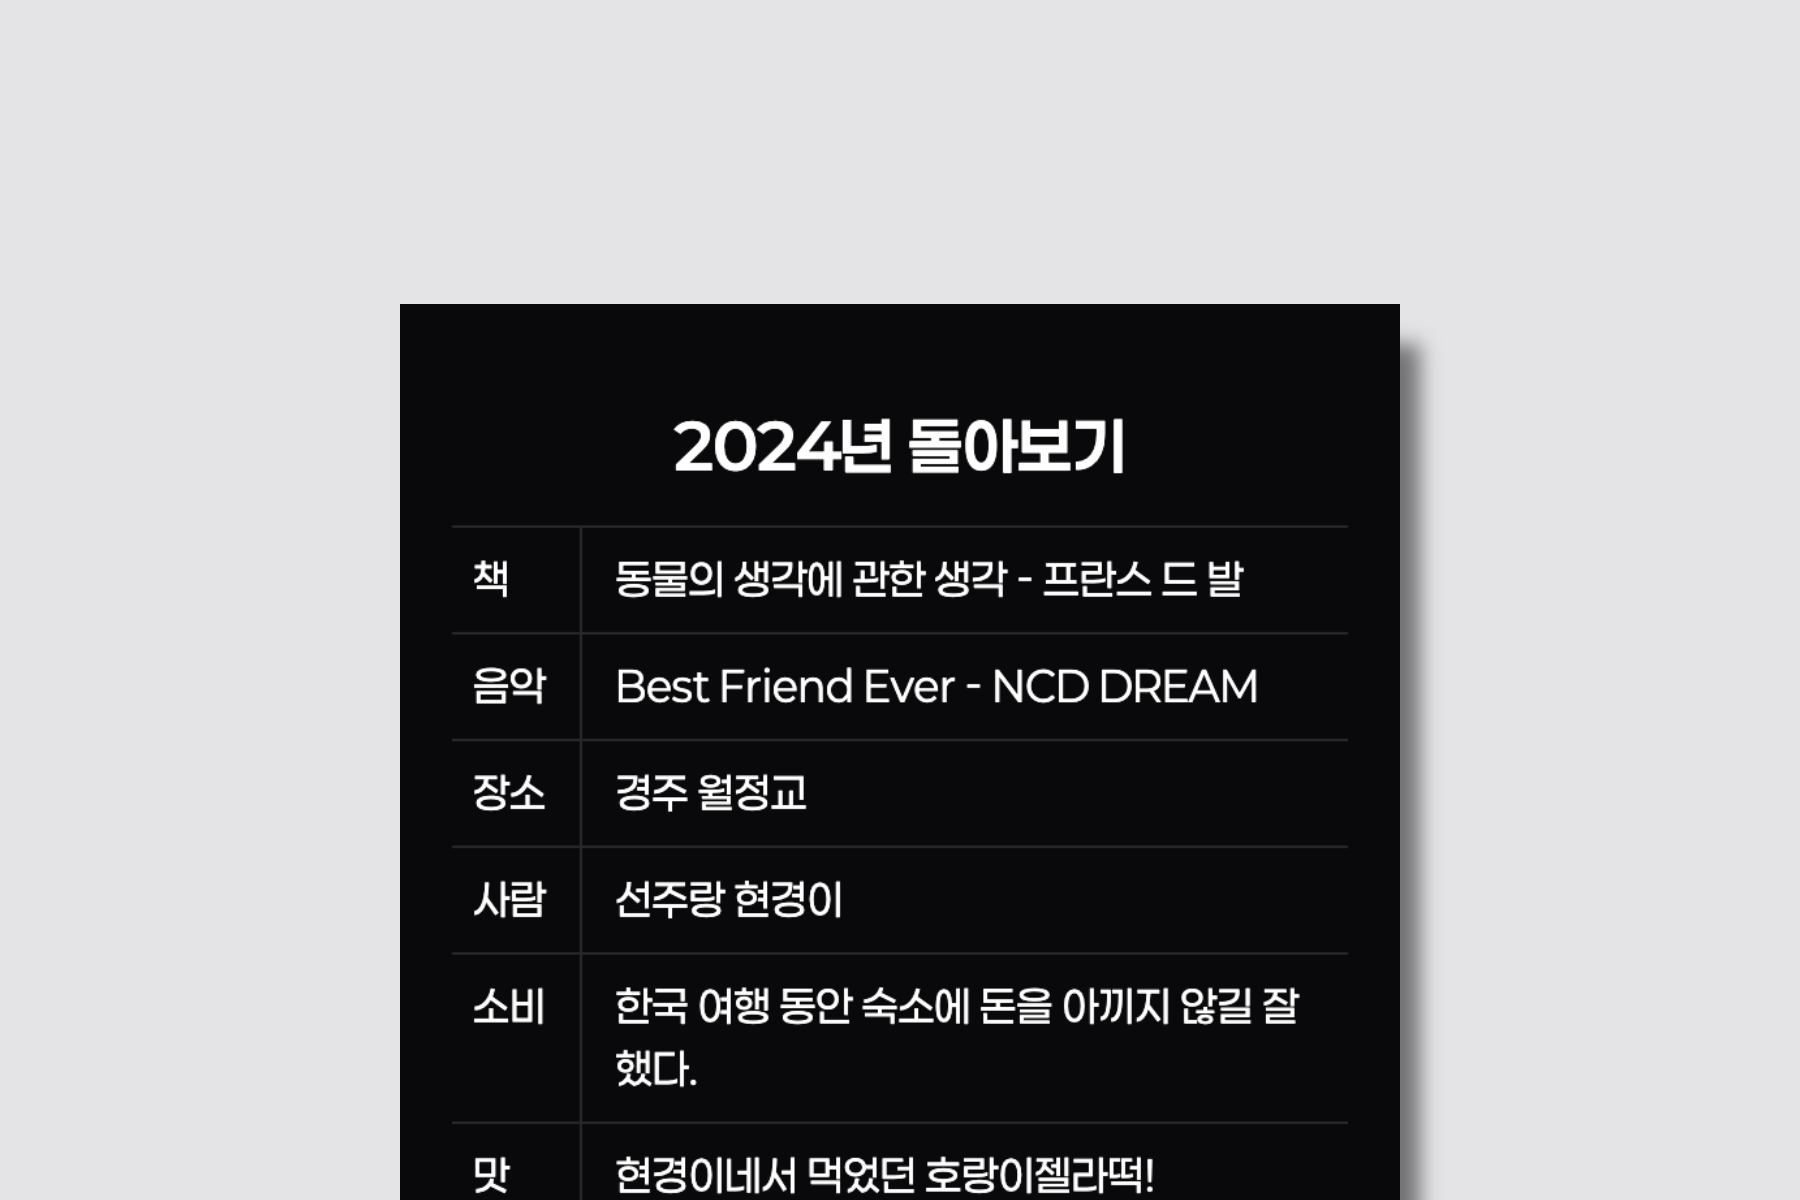 2024년 돌아보기
책 동물의 생각에 관한 생각 - 프란스 드 발
음악 Best Friend Ever - NCD DREAM
장소 경주 월정교
사람 선주랑 현경이
소비 한국 여행 동안 숙소에 돈을 아끼지 않길 잘
했다.
맛 현경이네서 먹었던 호랑이젤라떡!